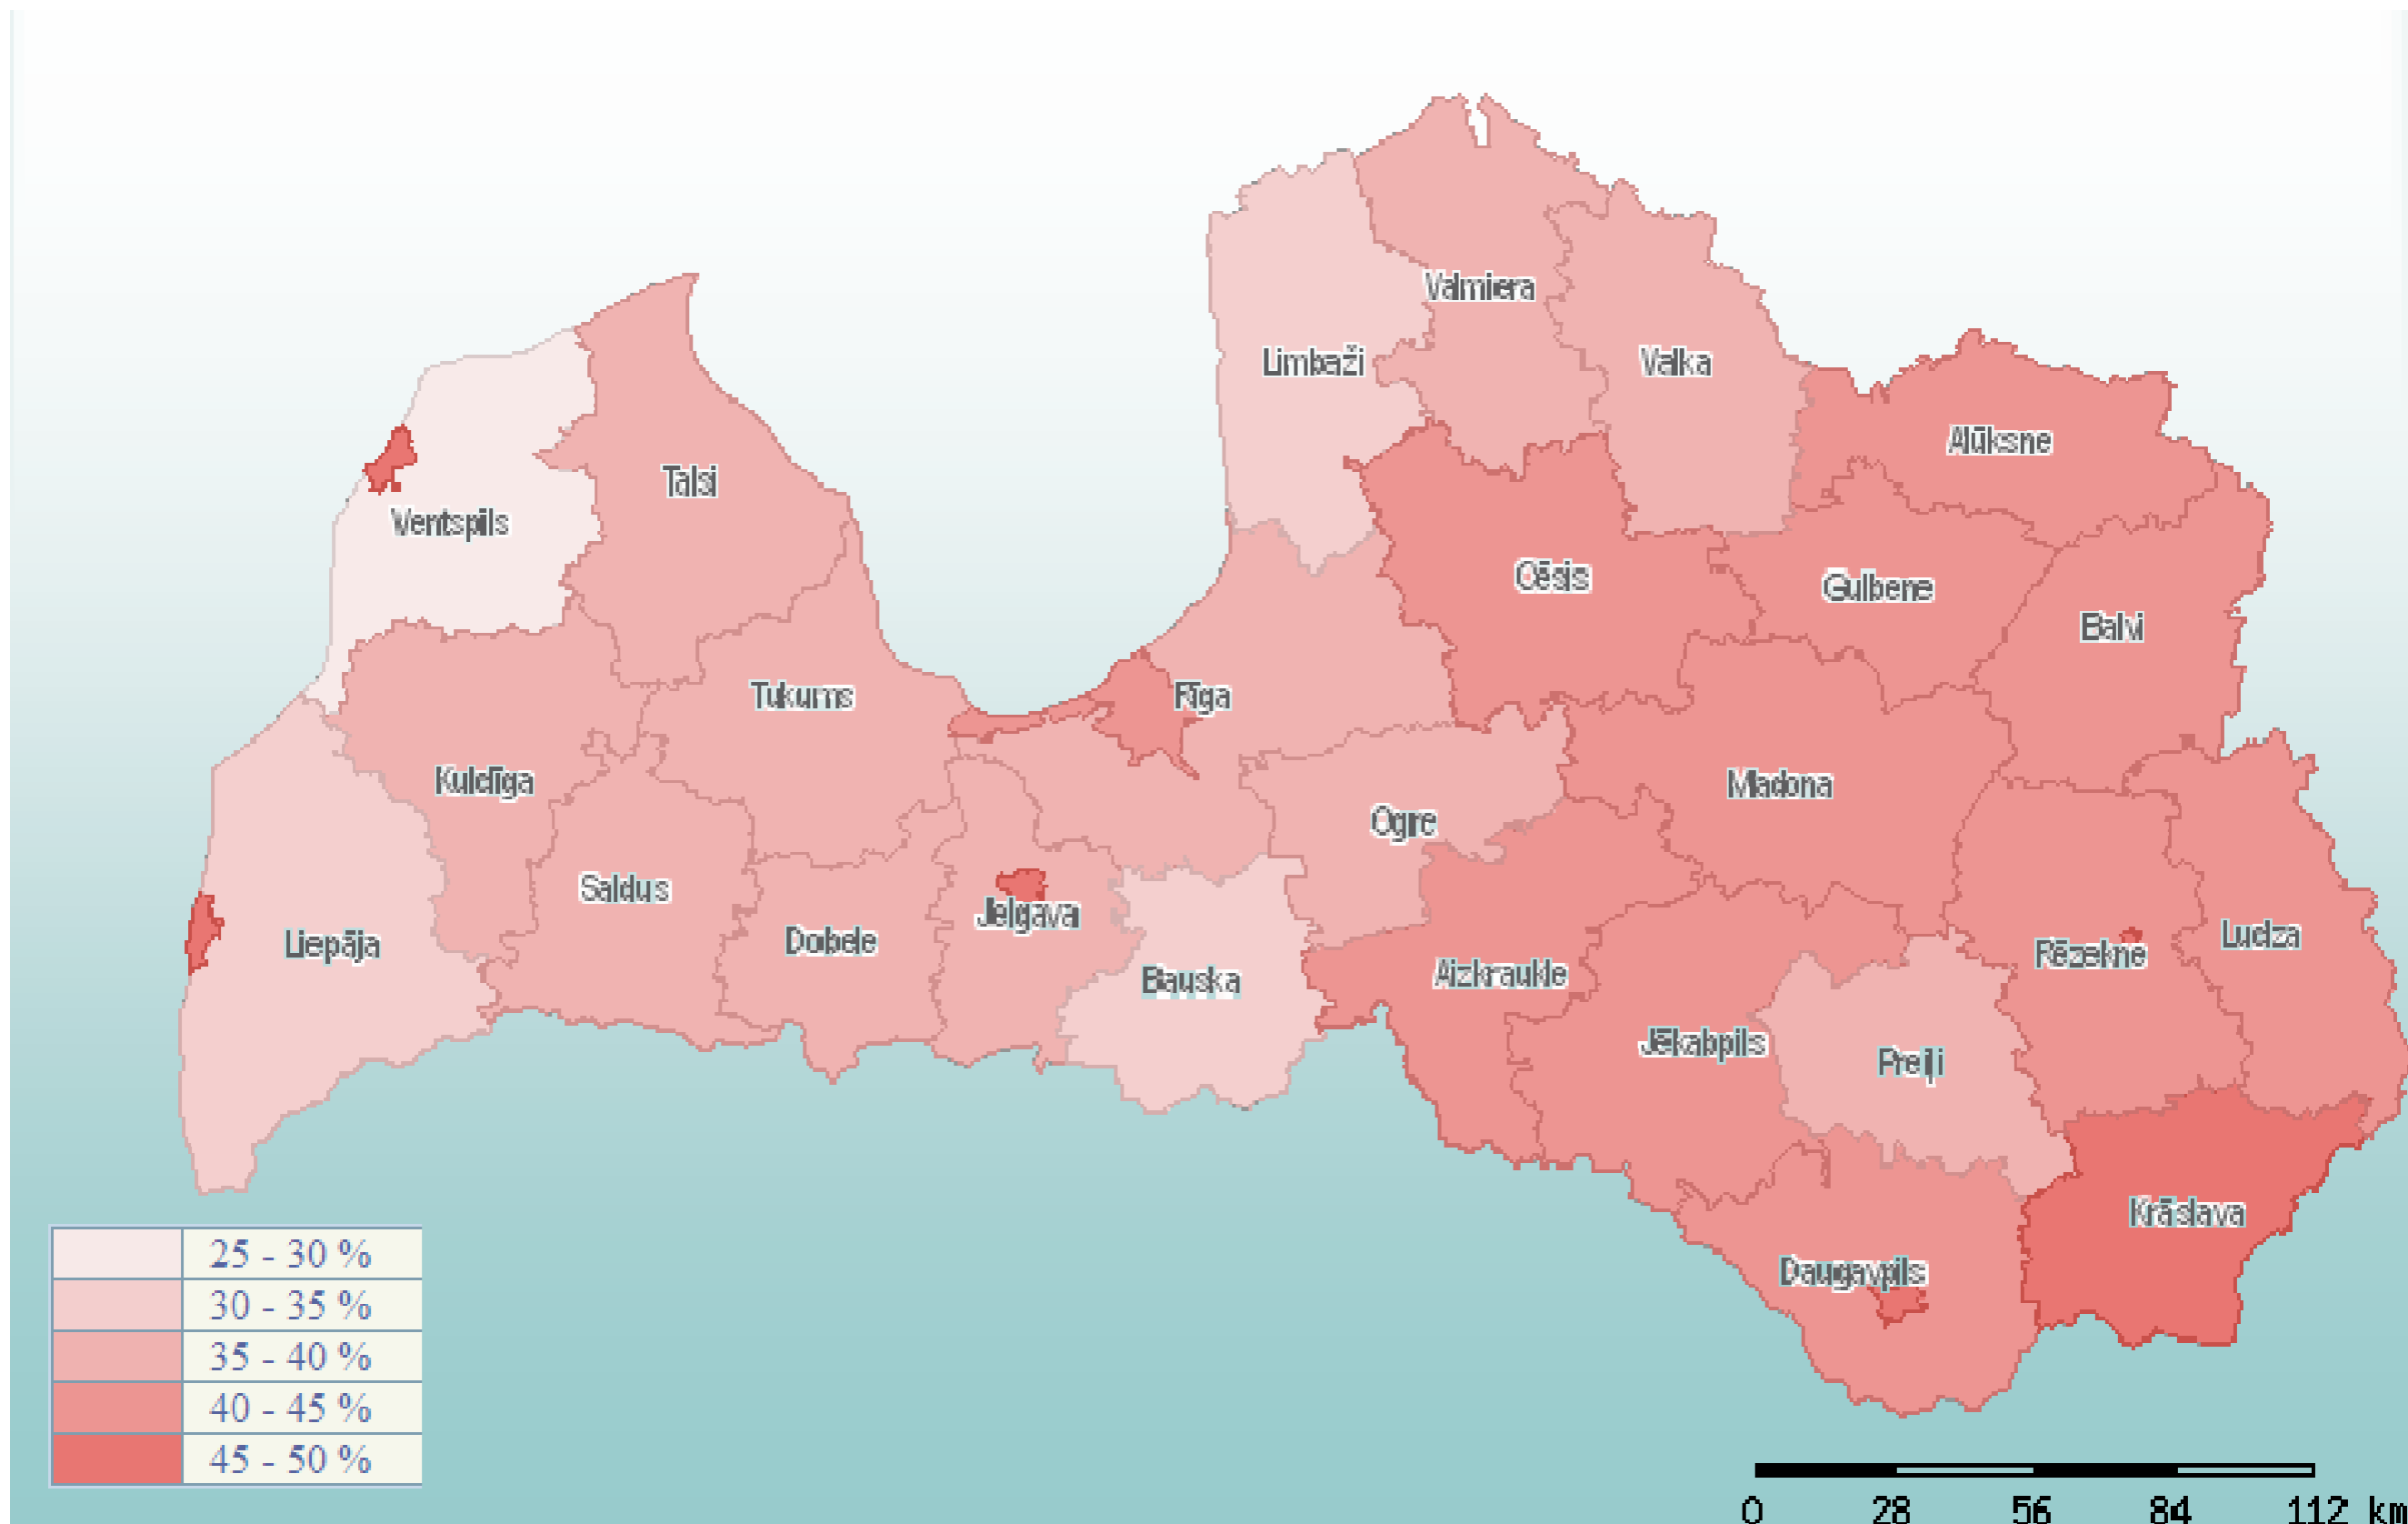 Valmiera
Limbaži
Valka
Alūksne
Talsi
Ventspils
Cēsis
Gulbene
Balvi
Tukums
Rīga
Kuldīga
Madona
Ogre
Saldus
Jelgava
Dobele
Liepāja
Ludza
Rēzekne
Aizkraukle
Bauska
Jēkabpils
Preiļi
Krāslava
Daugavpils
25 - 30 %
30 - 35 %
35 - 40 %
40 - 45 %
45 - 50 %
0 28 56 84 112 km